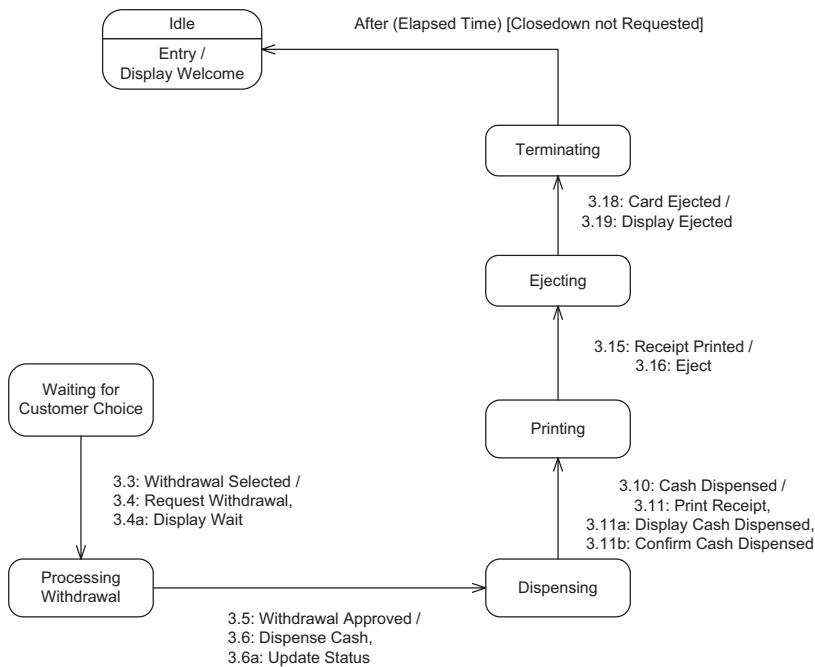 Idle
Entry /
Display Welcome
After (Elapsed Time) [Closedown not Requested]
Terminating
3.18: Card Ejected /
3.19: Display Ejected
Ejecting
3.15: Receipt Printed /
3.16: Eject
Waiting for
Customer Choice
Printing
3.3: Withdrawal Selected /
3.4: Request Withdrawal,
3.4a: Display Wait
3.10: Cash Dispensed /
3.11: Print Receipt,
3.11a: Display Cash Dispensed,
3.11b: Confirm Cash Dispensed
Processing
Withdrawal
Dispensing
3.5: Withdrawal Approved /
3.6: Dispense Cash,
3.6a: Update Status